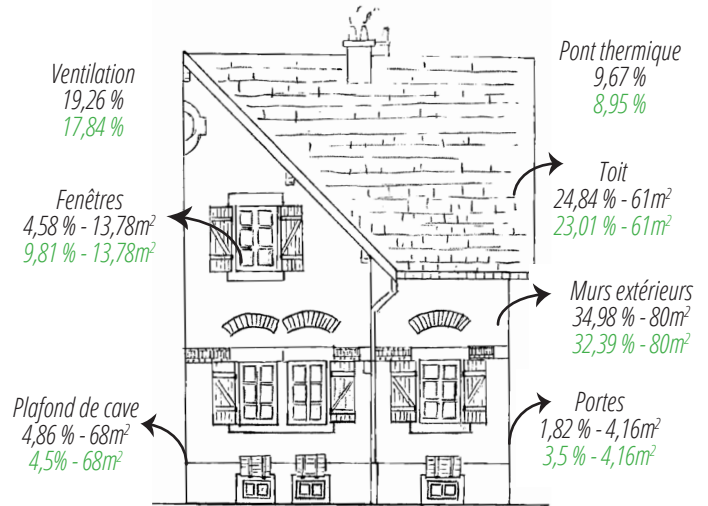 Ventilation
19,26 %
17,84 %
Pont thermique
9,67 %
8,95 %
Fenêtres
4,58 % - 13,78m²
9,81 % - 13,78m²
Toit
24,84 % - 61m²
23,01 % - 61m²
Murs extérieurs
34,98 % - 80m²
32,39 % - 80m²
Plafond de cave
4,86 % - 68m²
4,5% - 68m²
Portes
1,82 % - 4,16m²
3,5 % - 4,16m²